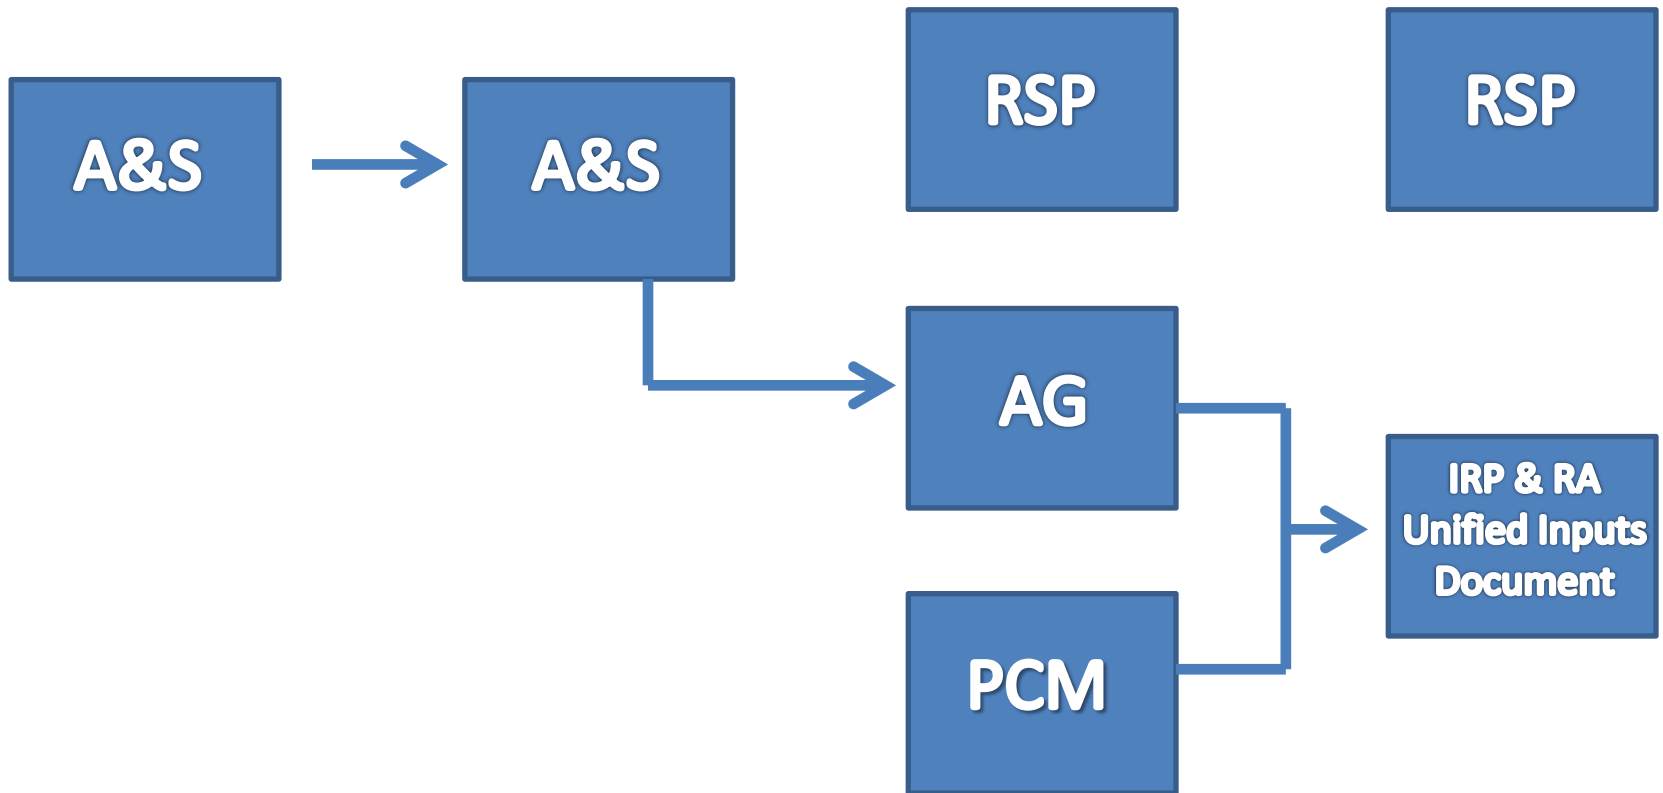 A&S
A&S
RSP
RSP
AG
PCM
IRP & RA
Unified Inputs
Document